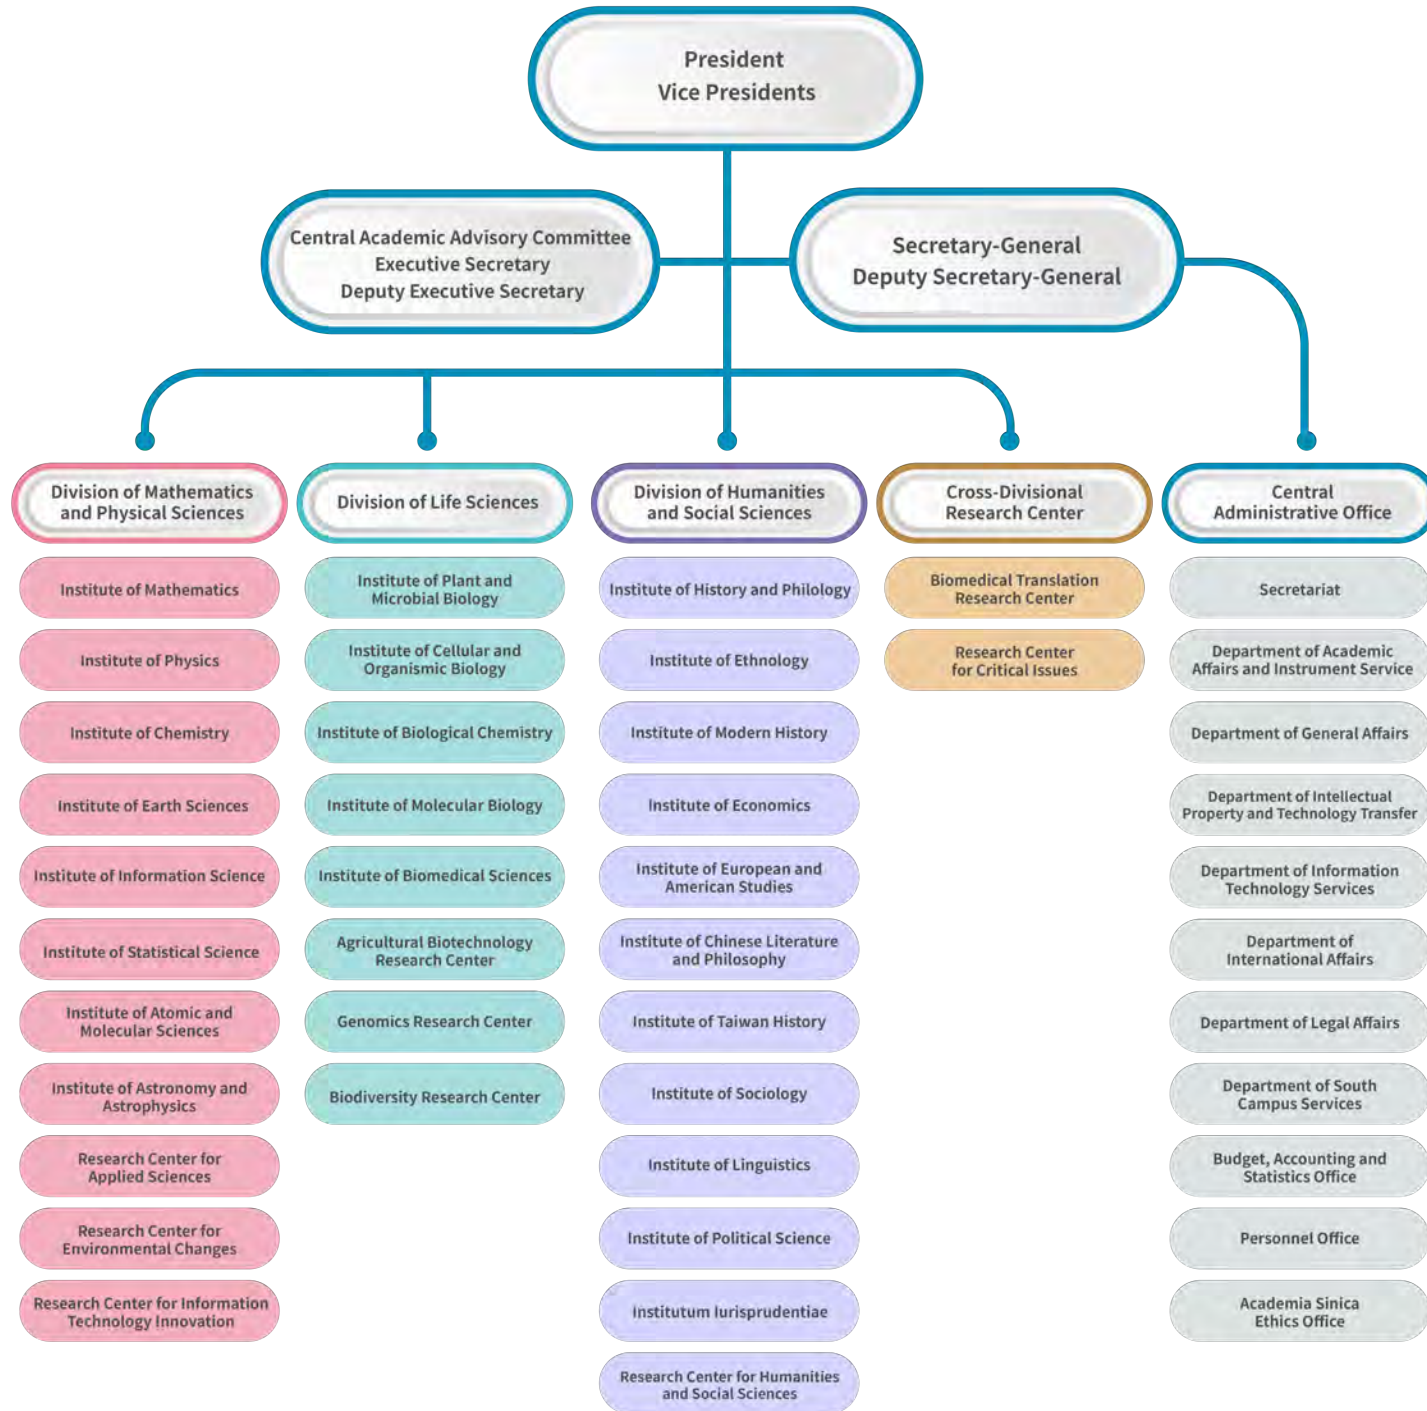 President
Vice Presidents
Central Academic Advisory Committee
Executive Secretary
Deputy Executive Secretary
Secretary-General
Deputy Secretary-General
Division of Mathematics
and Physical Sciences
Institute of Mathematics
Institute of Physics
Institute of Chemistry
Institute of Earth Sciences
Institute of Information Science
Institute of Statistical Science
Institute of Atomic and
Molecular Sciences
Institute of Astronomy and
Astrophysics
Research Center for
Applied Sciences
Research Center for
Environmental Changes
Research Center for Information
Technology Innovation
Division of Life Sciences
Institute of Plant and
Microbial Biology
Institute of Cellular and
Organismic Biology
Institute of Biological Chemistry
Institute of Molecular Biology
Institute of Biomedical Sciences
Agricultural Biotechnology
Research Center
Genomics Research Center
Biodiversity Research Center
Division of Humanities
and Social Sciences
Institute of History and Philology
Institute of Ethnology
Institute of Modern History
Institute of Economics
Institute of European and
American Studies
Institute of Chinese Literature
and Philosophy
Institute of Taiwan History
Institute of Sociology
Institute of Linguistics
Institute of Political Science
Institutum Iurisprudentiae
Research Center for Humanities
and Social Sciences
Cross-Divisional
Research Center
Biomedical Translation
Research Center
Research Center
for Critical Issues
Central
Administrative Office
Secretariat
Department of Academic
Affairs and Instrument Service
Department of General Affairs
Department of Intellectual
Property and Technology Transfer
Department of Information
Technology Services
Department of
International Affairs
Department of Legal Affairs
Department of South
Campus Services
Budget, Accounting and
Statistics Office
Personnel Office
Academia Sinica
Ethics Office